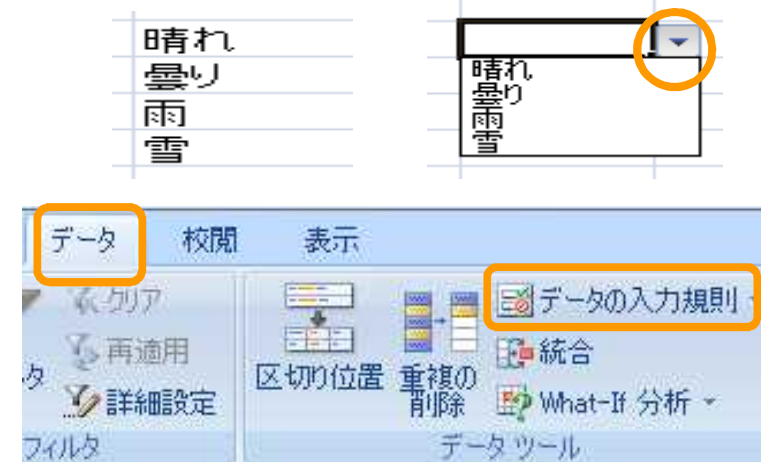 晴れ
曇り
雨
雪
晴れ
曇り
雨
雪
データ 校閲 表示
クリア
再適用
タ
詳細設定
フィルタ
区切り位置
重複の
削除
データの入力規則
統合
What-If 分析
データ ツール